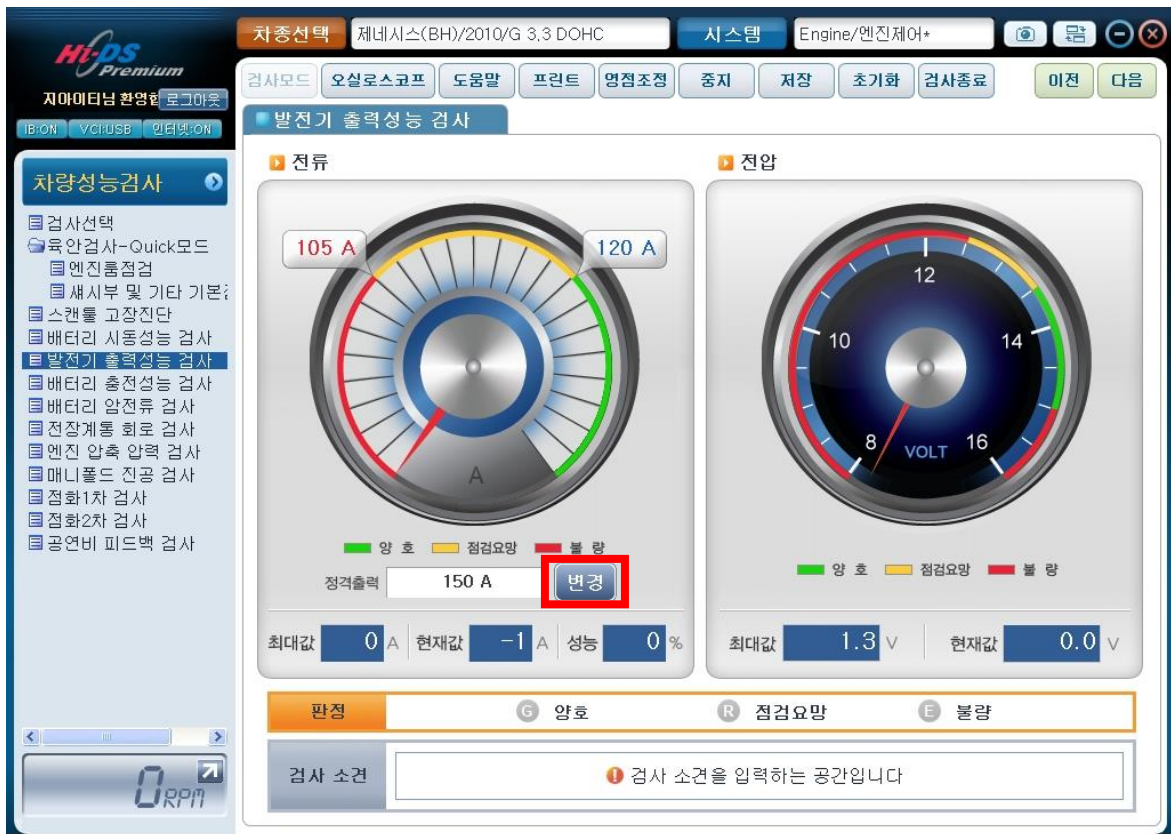 Hi-DS
Premium
지아이티님 환영합 로그아웃
IB:ON VCI:USB 인터넷:ON
차종선택 제네시스(BH)/2010/G 3,3 DOHC 시스템 Engine/엔진제어*
검사모드 오실로스코프 도움말 프린트 영점조정 중지 저장 초기화 검사종료 이전 다음
발전기 출력성능 검사
차량성능검사
검사선택
육안검사-Quick모드
엔진룸점검
섀시부 및 기타 기본
스캔툴 고장진단
배터리 시동성능 검사
발전기 출력성능 검사
배터리 충전성능 검사
배터리 암전류 검사
전장계통 회로 검사
엔진 압축 압력 검사
매니폴드 진공 검사
점화1차 검사
점화2차 검사
공연비 피드백 검사
0 RPM
전류
105 A
120 A
A
양 호 점검요망 불 량
정격출력 150 A 변경
최대값 0 A 현재값 -1 A 성능 0 %
전압
12
10 14
8 VOLT 16
양 호 점검요망 불 량
최대값 1.3 V 현재값 0.0 V
판정 G 양호 R 점검요망 E 불량
검사 소견 검사 소견을 입력하는 공간입니다